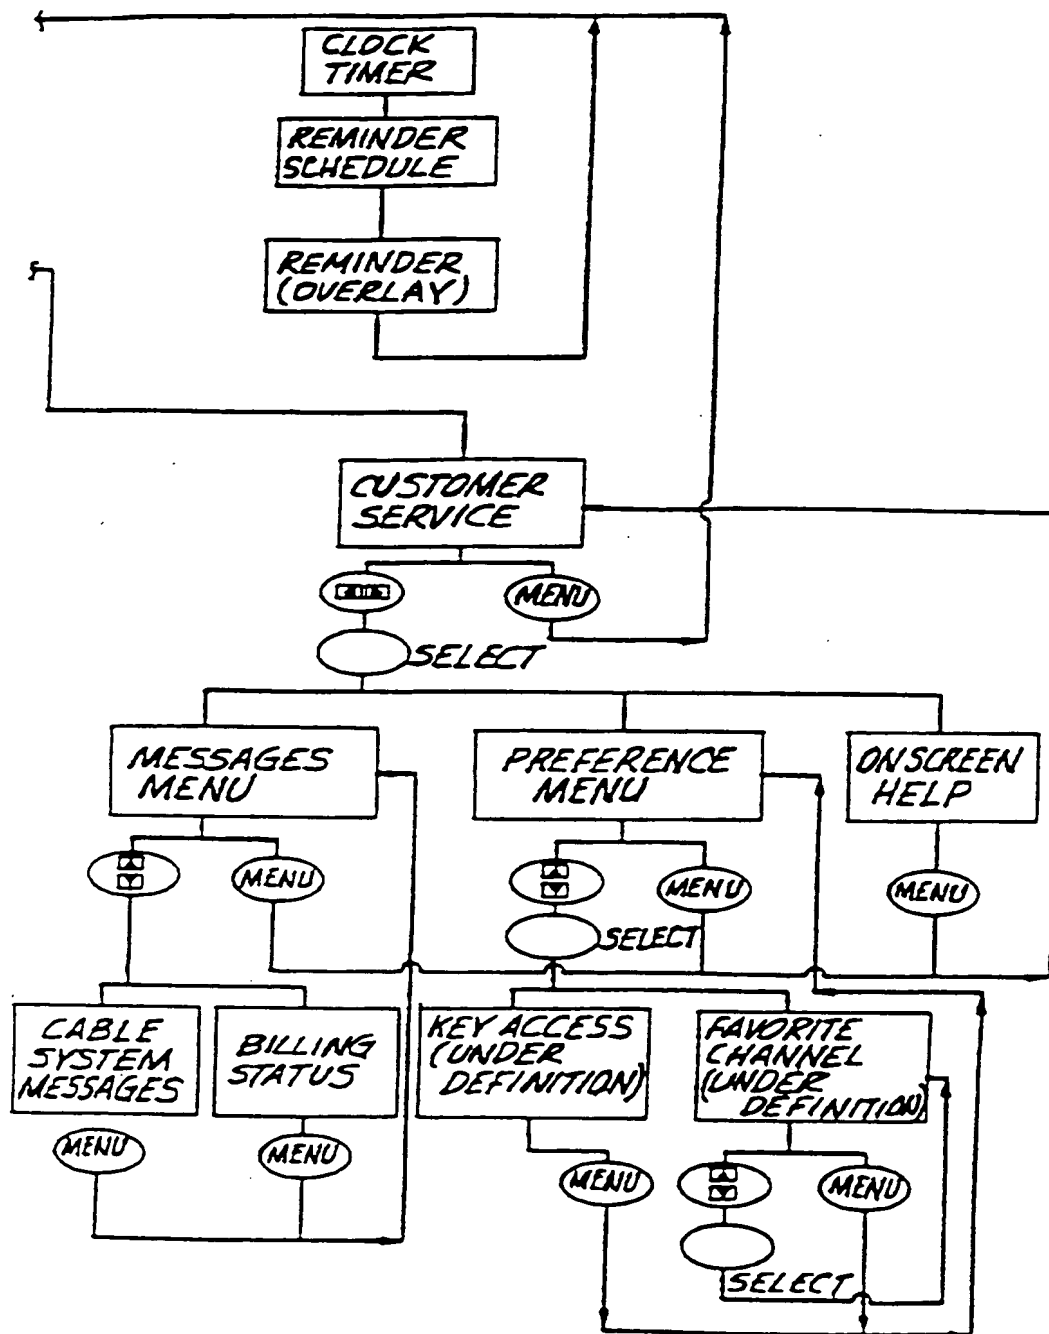 CLOCK
TIMER
REMINDER
SCHEDULE
REMINDER
(OVERLAY)
CUSTOMER
SERVICE
MENU
SELECT
MESSAGES
MENU
PREFERENCE
MENU
ON SCREEN
HELP
MENU
MENU
MENU
SELECT
CABLE
SYSTEM
MESSAGES
BILLING
STATUS
KEY ACCESS
(UNDER
DEFINITION)
FAVORITE
CHANNEL
(UNDER
DEFINITION)
MENU
MENU
MENU
MENU
SELECT